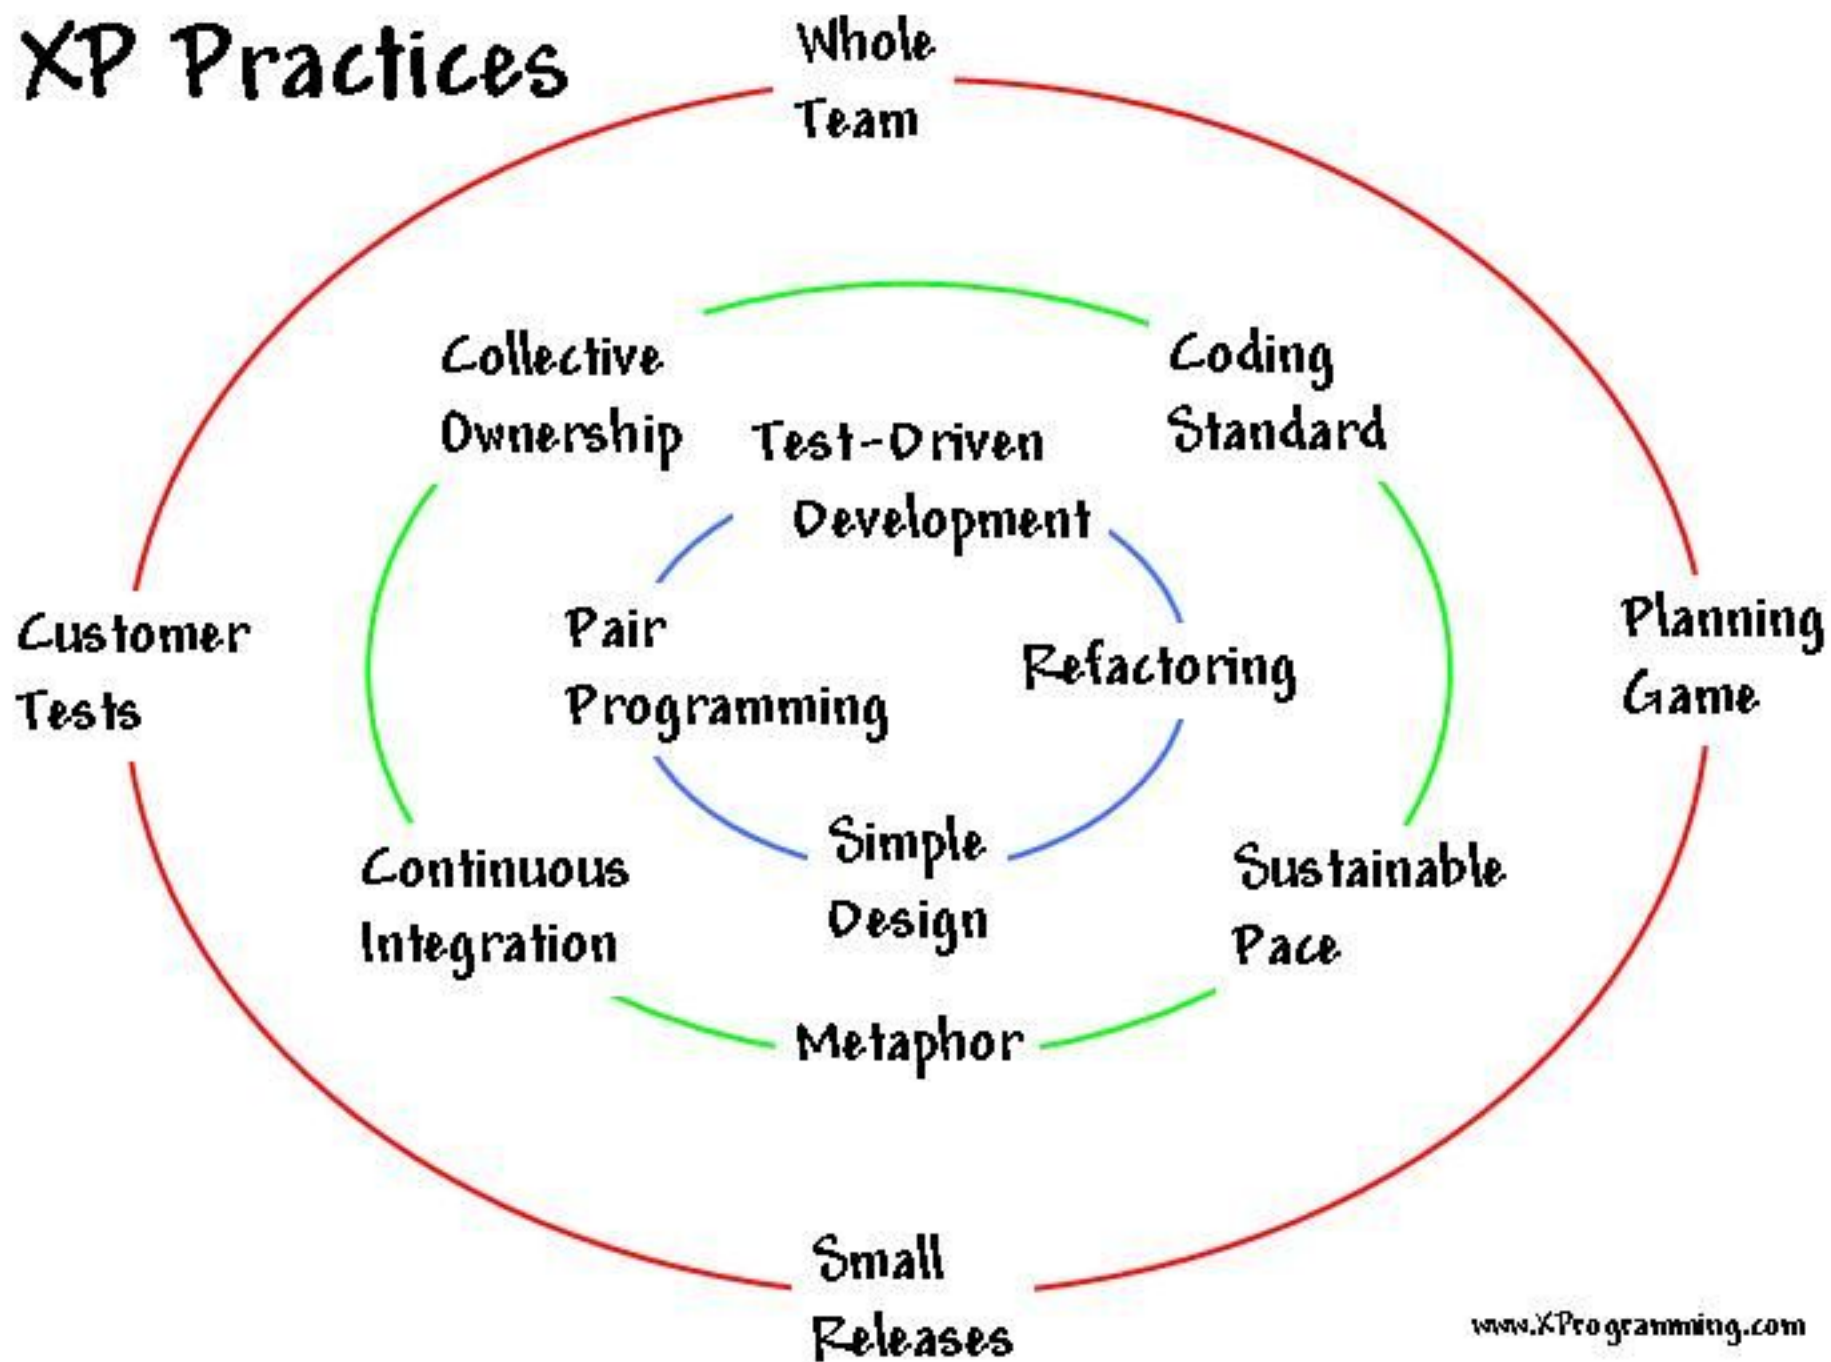 XP Practices
Whole
Team
Collective
Ownership
Coding
Standard
Test-Driven
Development
Customer
Tests
Pair
Programming
Refactoring
Planning
Game
Continuous
Integration
Simple
Design
Sustainable
Pace
Metaphor
Small
Releases
www.XProgramming.com